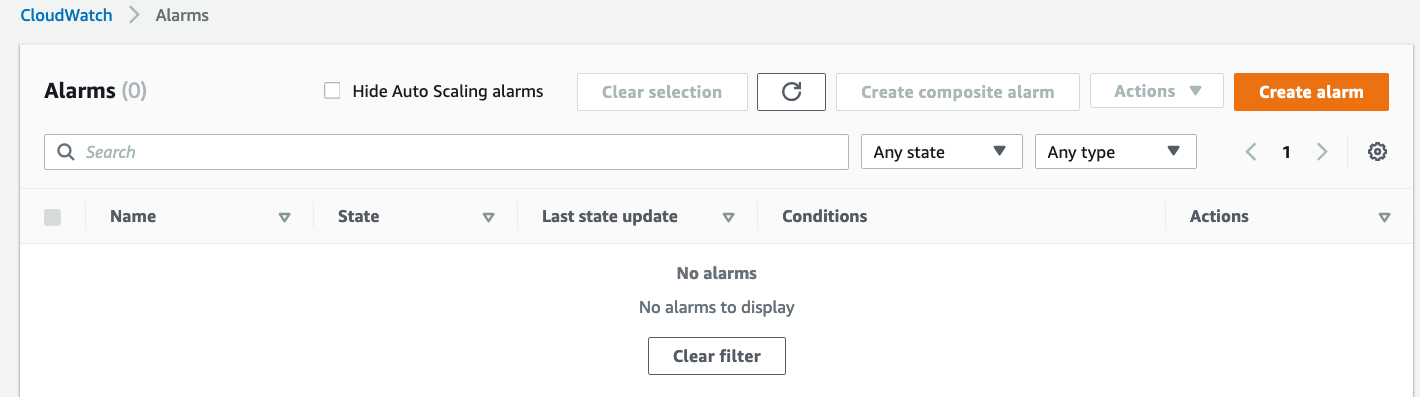 CloudWatch > Alarms
Alarms (0) Hide Auto Scaling alarms Clear selection Create composite alarm Actions Create alarm
Search Any state Any type 1
Name State Last state update Conditions Actions
No alarms
No alarms to display
Clear filter